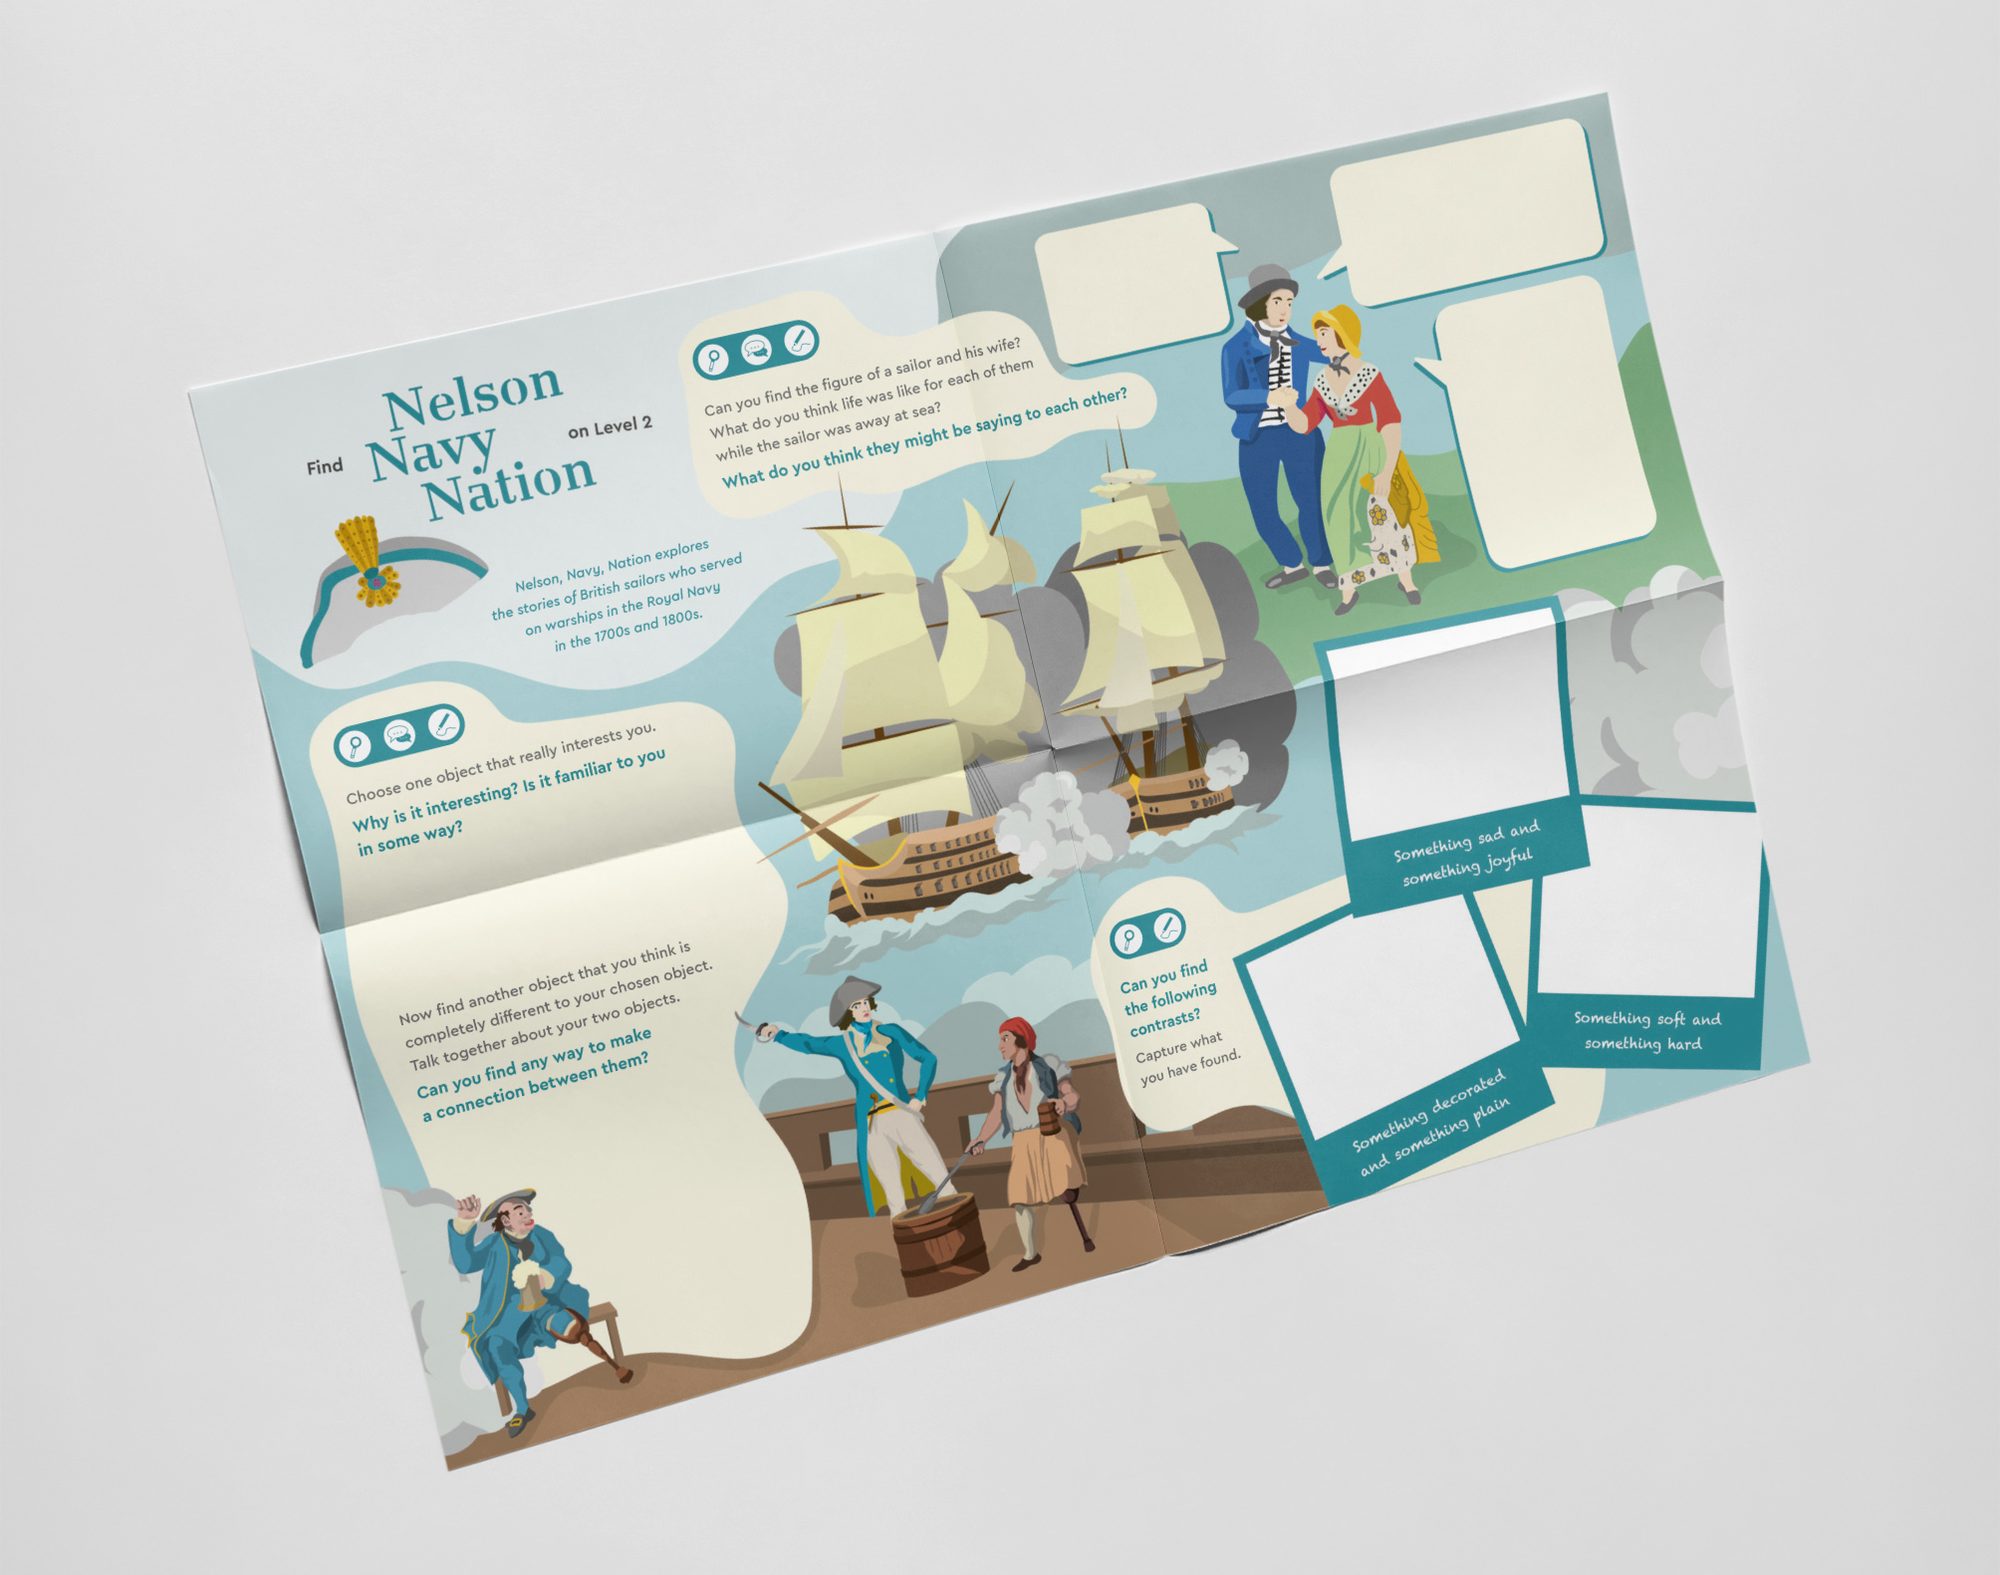 Find
Nelson
Navy
Nation
on Level 2
Nelson, Navy, Nation explores
the stories of British sailors who served
on warships in the Royal Navy
in the 1700s and 1800s.
Can you find the figure of a sailor and his wife?
What do you think life was like for each of them
while the sailor was away at sea?
What do you think they might be saying to each other?
Choose one object that really interests you.
Why is it interesting? Is it familiar to you
in some way?
Now find another object that you think is
completely different to your chosen object.
Talk together about your two objects.
Can you find any way to make
a connection between them?
Can you find
the following
contrasts?
Capture what
you have found.
Something sad and
something joyful
Something soft and
something hard
Something decorated
and something plain